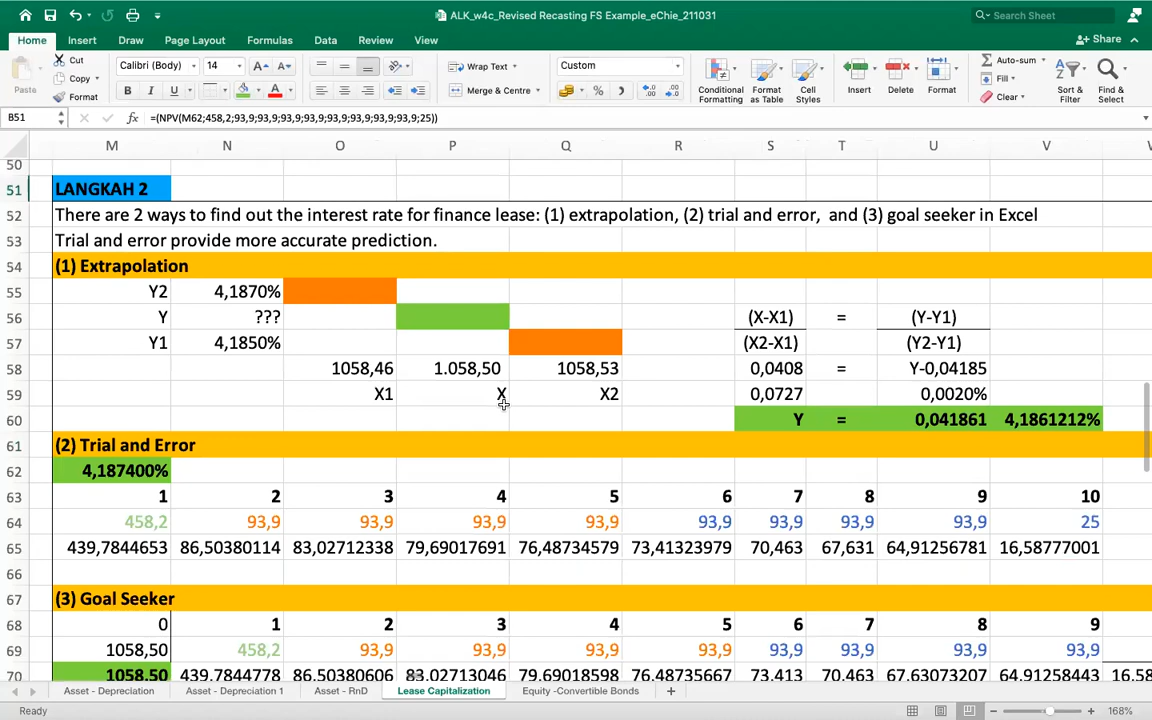 ALK_w4c_Revised Recasting FS Example_eChie_211031
Search Sheet
Home Insert Draw Page Layout Formulas Data Review View Share
Paste Cut Copy Format
Calibri (Body) 14
B I U
Wrap Text
Merge & Centre
Custom
Conditional Formatting
Format as Table
Cell Styles
Insert Delete Format
Auto-sum
Fill
Clear
Sort & Filter
Find & Select
B51 fx =(NPV(M62;458,2;93,9;93,9;93,9;93,9;93,9;93,9;93,9;93,9;25))
M N O P Q R S T U V W
50
51 LANGKAH 2
52 There are 2 ways to find out the interest rate for finance lease: (1) extrapolation, (2) trial and error, and (3) goal seeker in Excel
53 Trial and error provide more accurate prediction.
54 (1) Extrapolation
55 Y2 4,1870%
56 Y ??? (X-X1) = (Y-Y1)
57 Y1 4,1850% (X2-X1) (Y2-Y1)
58 1058,46 1.058,50 1058,53 0,0408 = Y-0,04185
59 X1 X X2 0,0727 0,0020%
60 Y = 0,041861 4,1861212%
61 (2) Trial and Error
62 4,187400%
63 1 2 3 4 5 6 7 8 9 10
64 458,2 93,9 93,9 93,9 93,9 93,9 93,9 93,9 93,9 25
65 439,7844653 86,50380114 83,02712338 79,69017691 76,48734579 73,41323979 70,463 67,631 64,91256781 16,58777001
66
67 (3) Goal Seeker
68 0 1 2 3 4 5 6 7 8 9
69 1058,50 458,2 93,9 93,9 93,9 93,9 93,9 93,9 93,9 93,9
70 1058.50 439.7844778 86.50380606 83.02713046 79.69018598 76.48735667 73.413 70.463 67.63073207 64.91258443 16.58
Asset - Depreciation Asset - Depreciation 1 Asset - RnD Lease Capitalization Equity -Convertible Bonds
Ready 168%